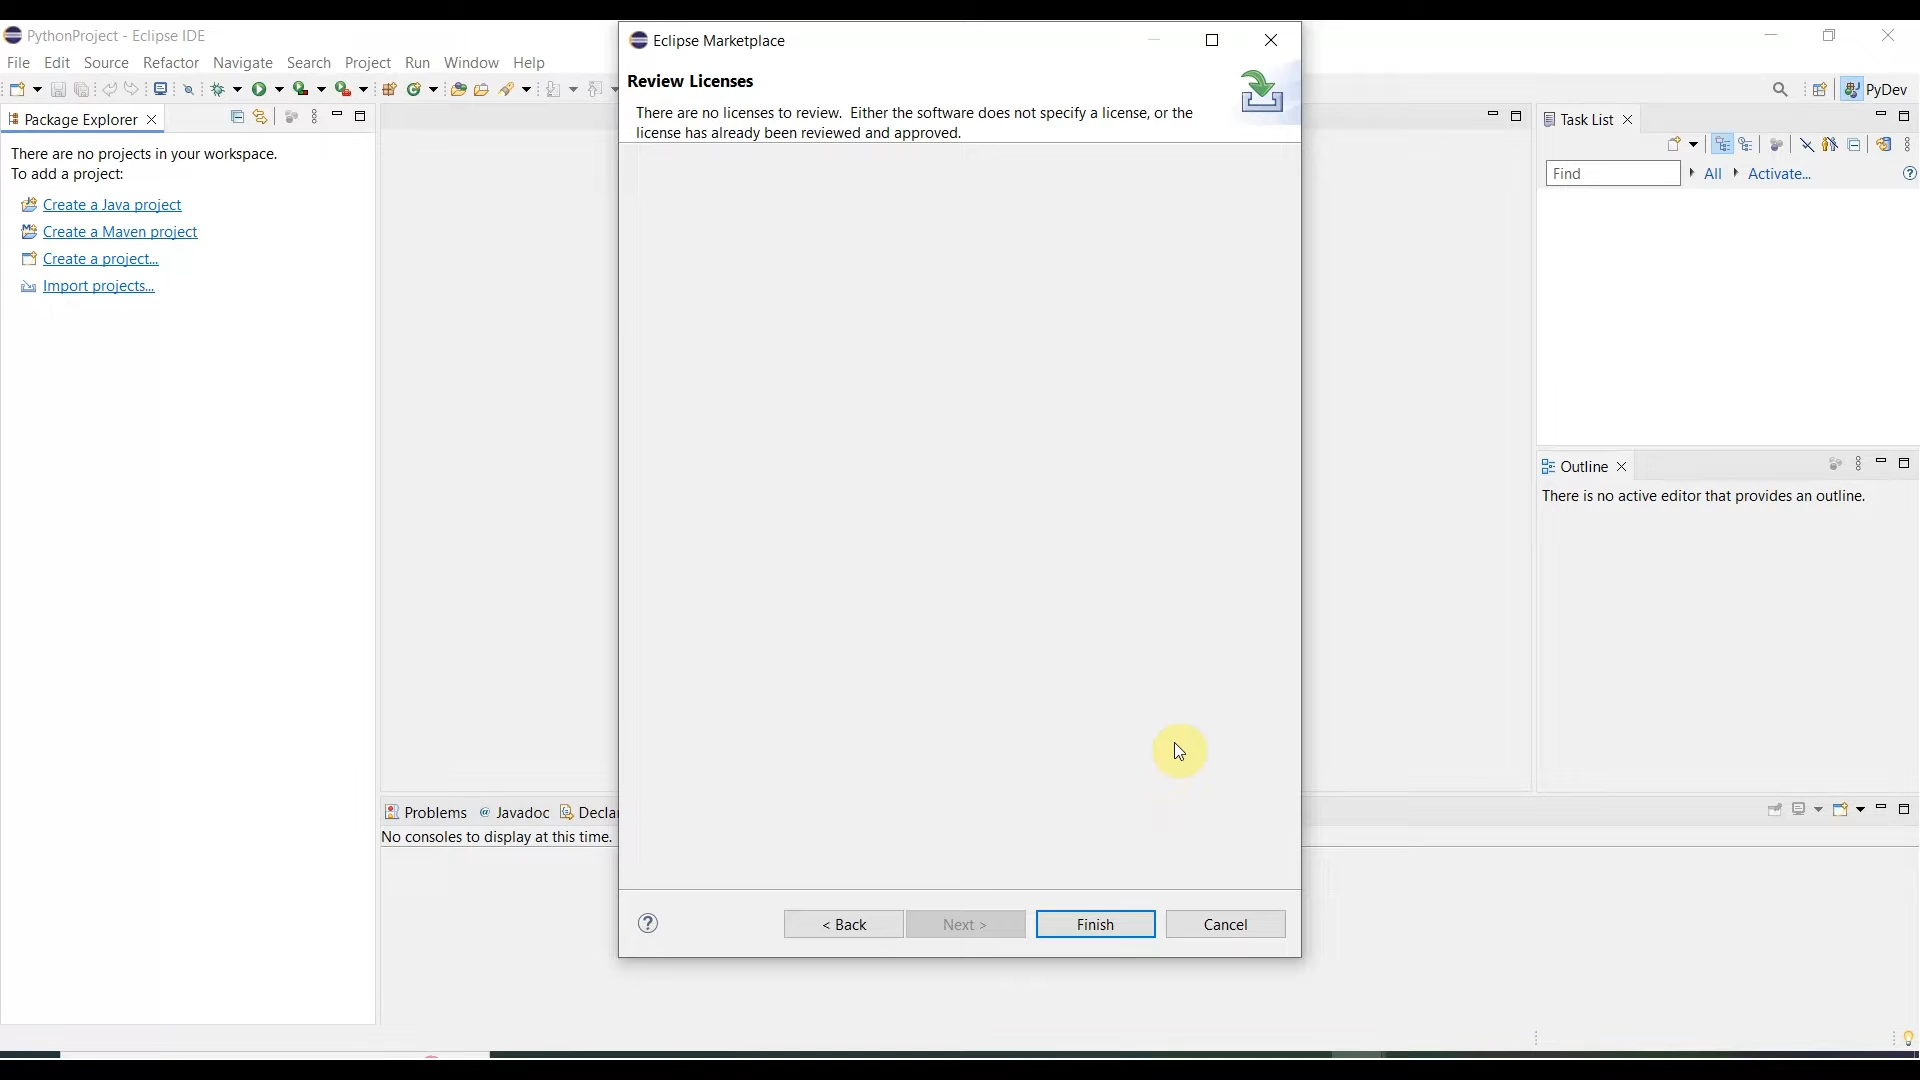 PythonProject - Eclipse IDE
File Edit Source Refactor Navigate Search Project Run Window Help
PyDev
Package Explorer
There are no projects in your workspace.
To add a project:
Create a Java project
Create a Maven project
Create a project...
Import projects...
Eclipse Marketplace
Review Licenses
There are no licenses to review. Either the software does not specify a license, or the
license has already been reviewed and approved.
< Back Next > Finish Cancel
Task List
Find All Activate...
Outline
There is no active editor that provides an outline.
Problems @ Javadoc Declar
No consoles to display at this time.